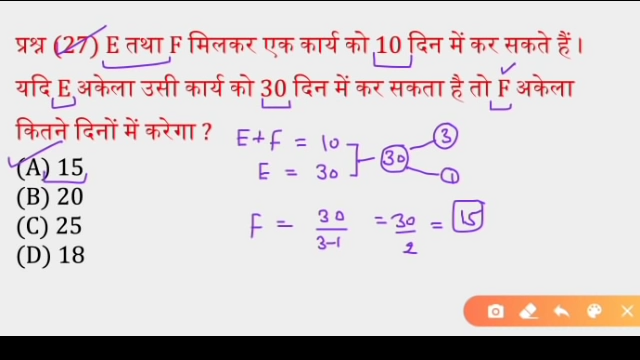 प्रश्न (27) E तथा F मिलकर एक कार्य को 10 दिन में कर सकते हैं।
यदि E अकेला उसी कार्य को 30 दिन में कर सकता है तो F अकेला
कितने दिनों में करेगा ?
(A) 15
(B) 20
(C) 25
(D) 18
E+F = 10
E = 30
30
3
1
F = 30/3-1 = 30/2 = 15